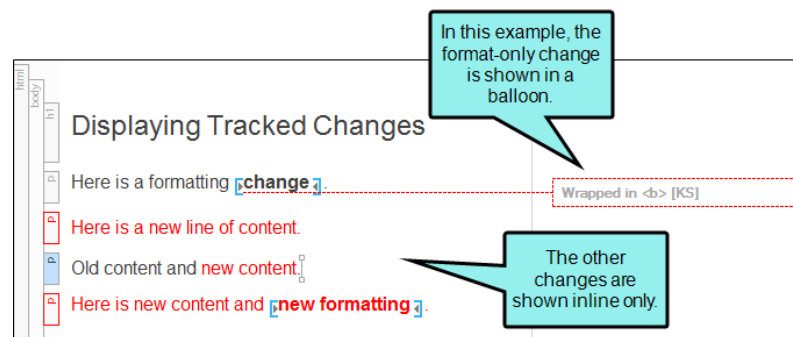 In this example, the
format-only change
is shown in a
balloon.
html
body
h1
Displaying Tracked Changes
p
Here is a formatting change.
Wrapped in <b> [KS]
p
Here is a new line of content.
p
Old content and new content.
The other
changes are
shown inline only.
p
Here is new content and new formatting.